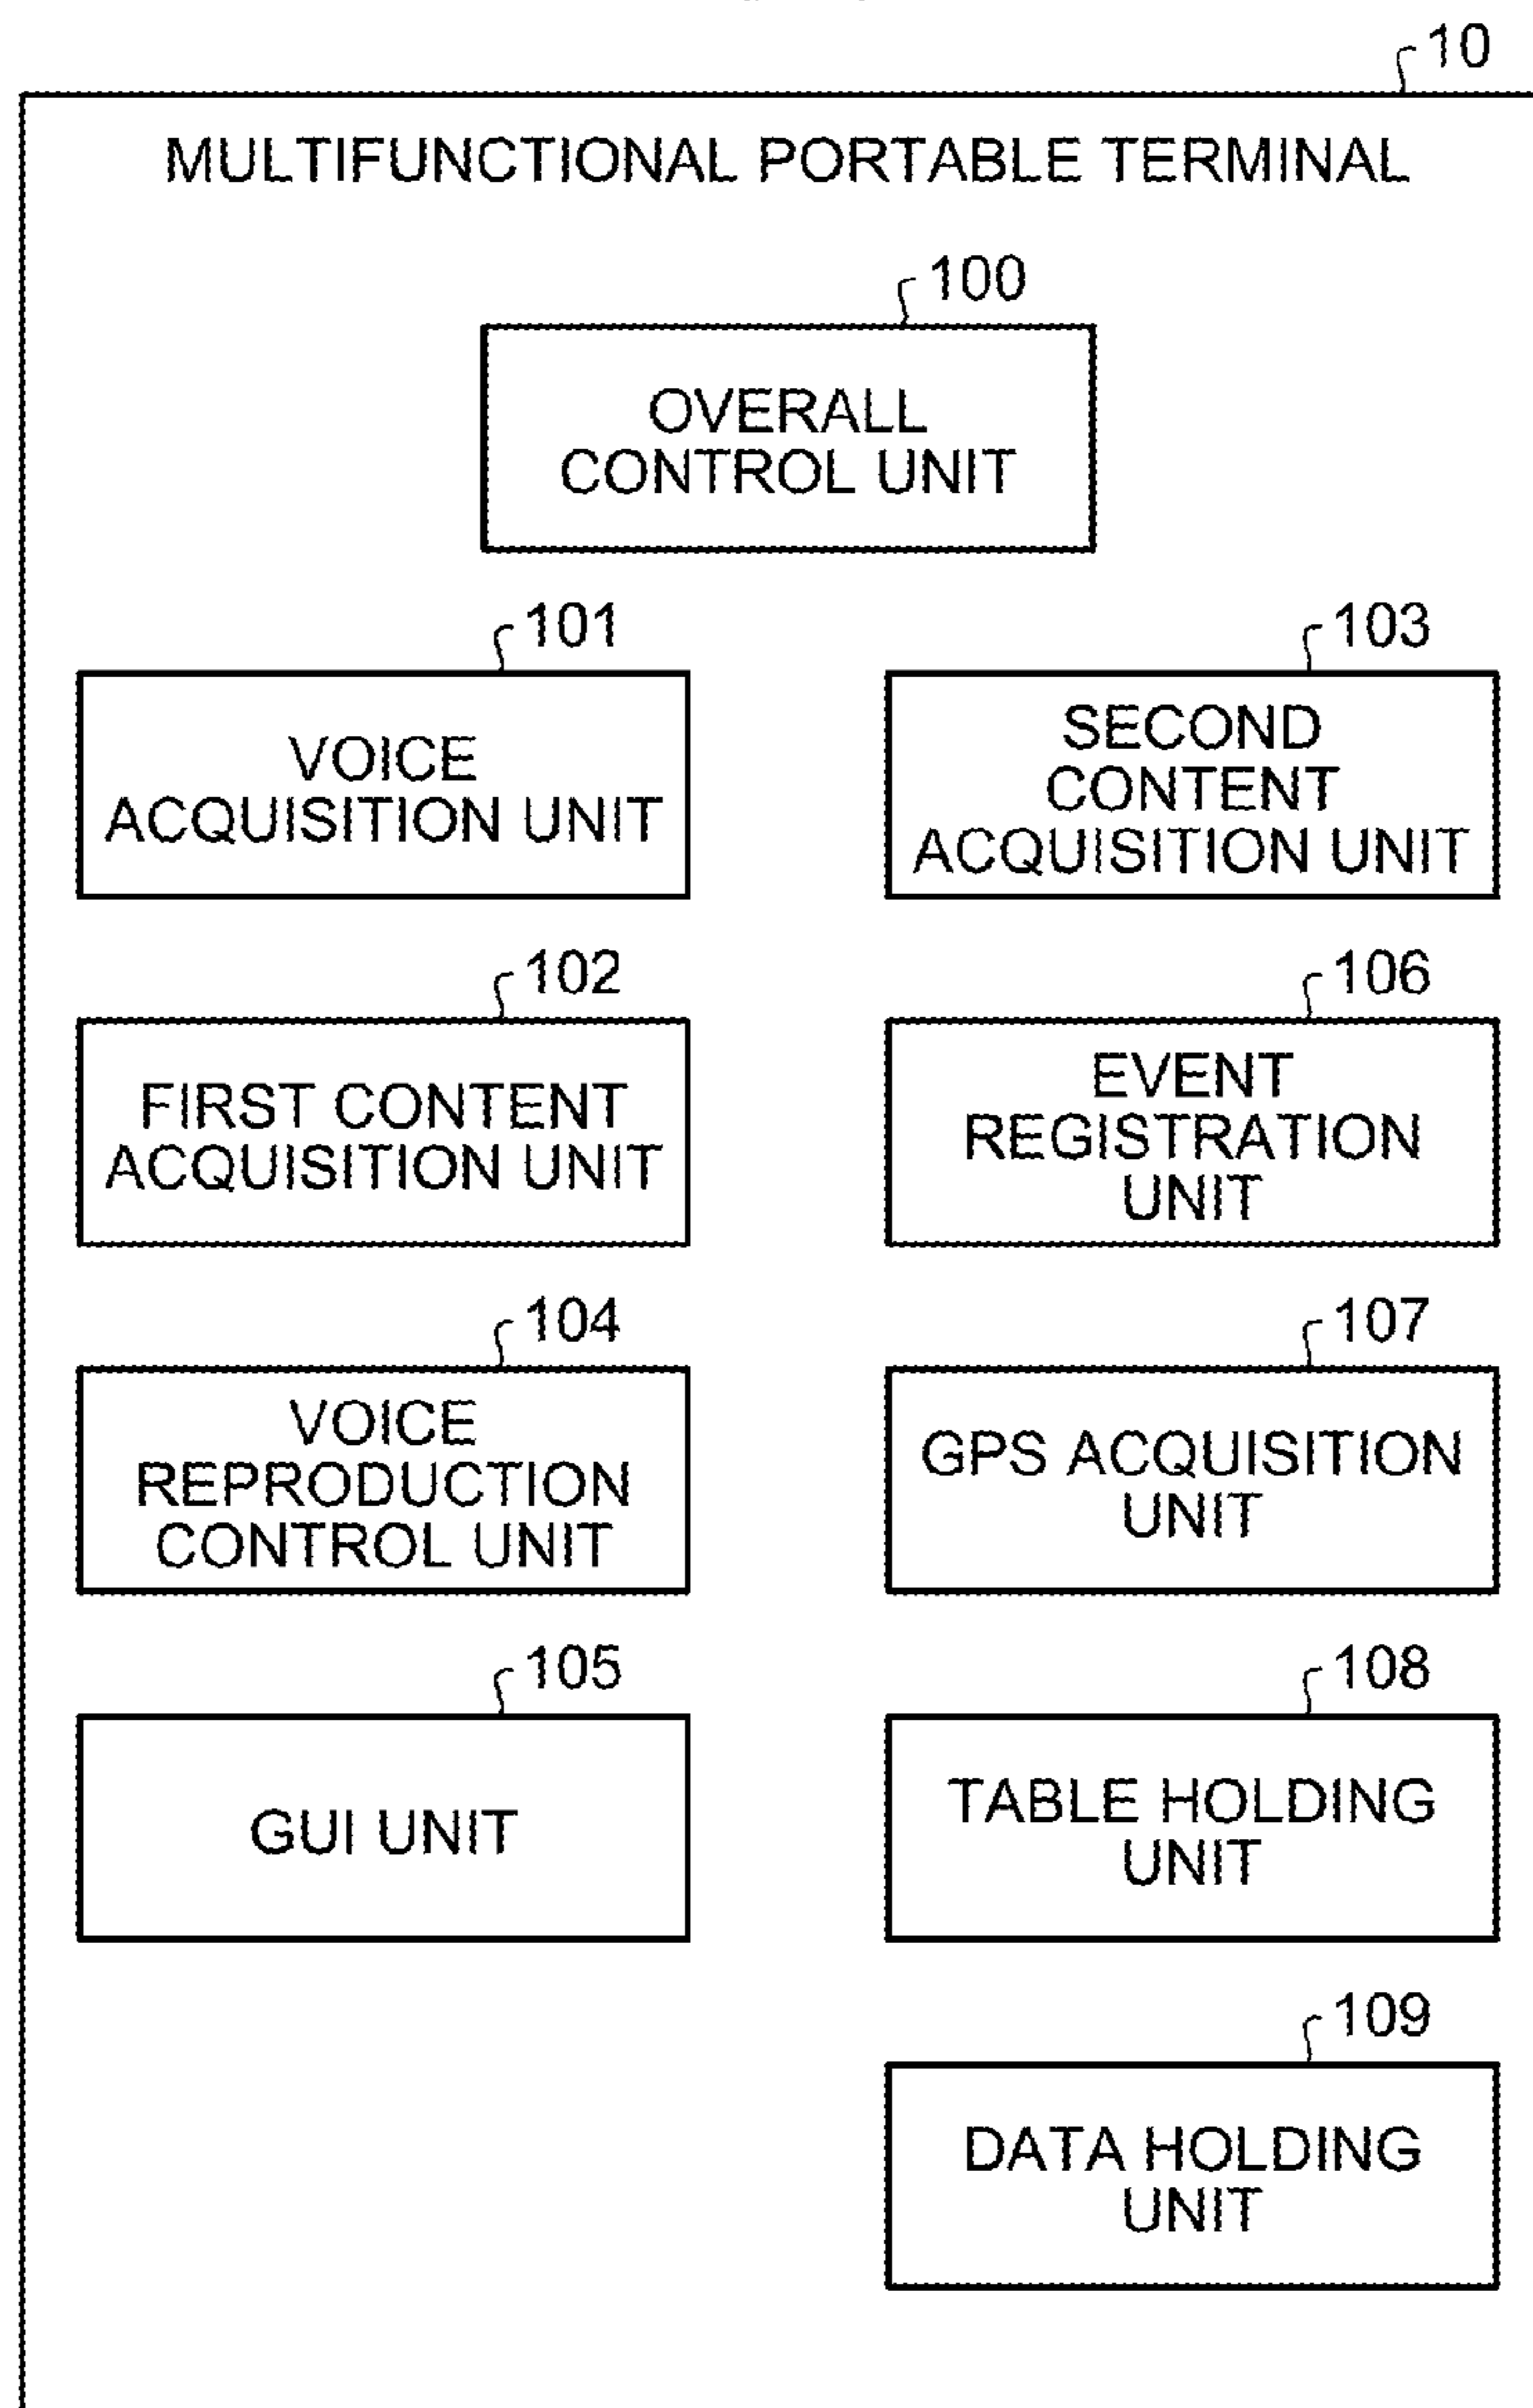 10
MULTIFUNCTIONAL PORTABLE TERMINAL
100
OVERALL
CONTROL UNIT
101
VOICE
ACQUISITION UNIT
103
SECOND
CONTENT
ACQUISITION UNIT
102
FIRST CONTENT
ACQUISITION UNIT
106
EVENT
REGISTRATION
UNIT
104
VOICE
REPRODUCTION
CONTROL UNIT
107
GPS ACQUISITION
UNIT
105
GUI UNIT
108
TABLE HOLDING
UNIT
109
DATA HOLDING
UNIT